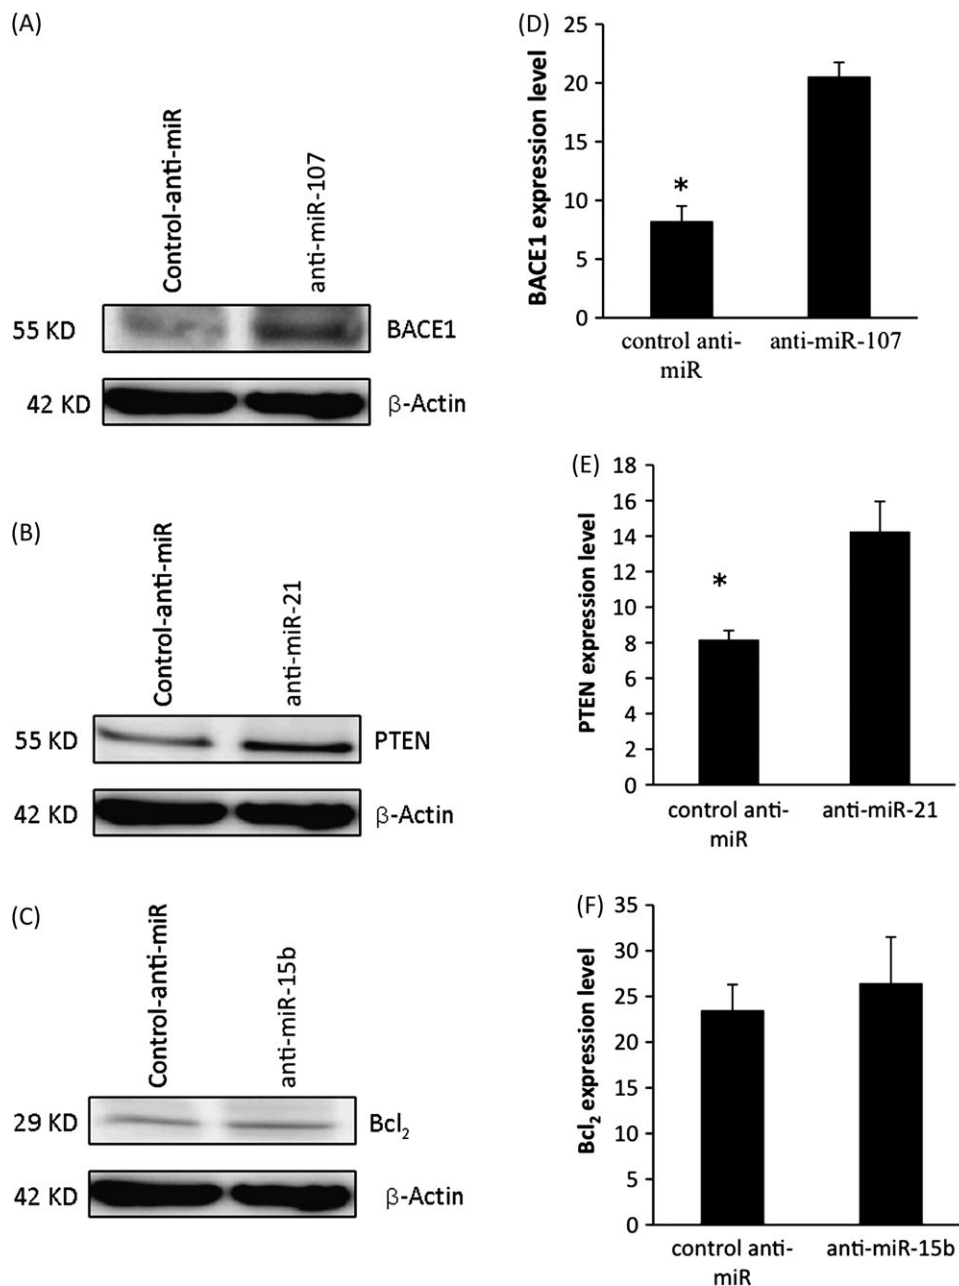 (A)
Control-anti-miR
anti-miR-107
55 KD
BACE1
42 KD
β-Actin
(B)
Control-anti-miR
anti-miR-21
55 KD
PTEN
42 KD
β-Actin
(C)
Control-anti-miR
anti-miR-15b
29 KD
Bcl₂
42 KD
β-Actin
(D)
BACE1 expression level
25
20
15
10
5
0
*
control anti-
miR
anti-miR-107
(E)
PTEN expression level
18
16
14
12
10
8
6
4
2
0
*
control anti-
miR
anti-miR-21
(F)
Bcl₂ expression level
35
30
25
20
15
10
5
0
control anti-
miR
anti-miR-15b